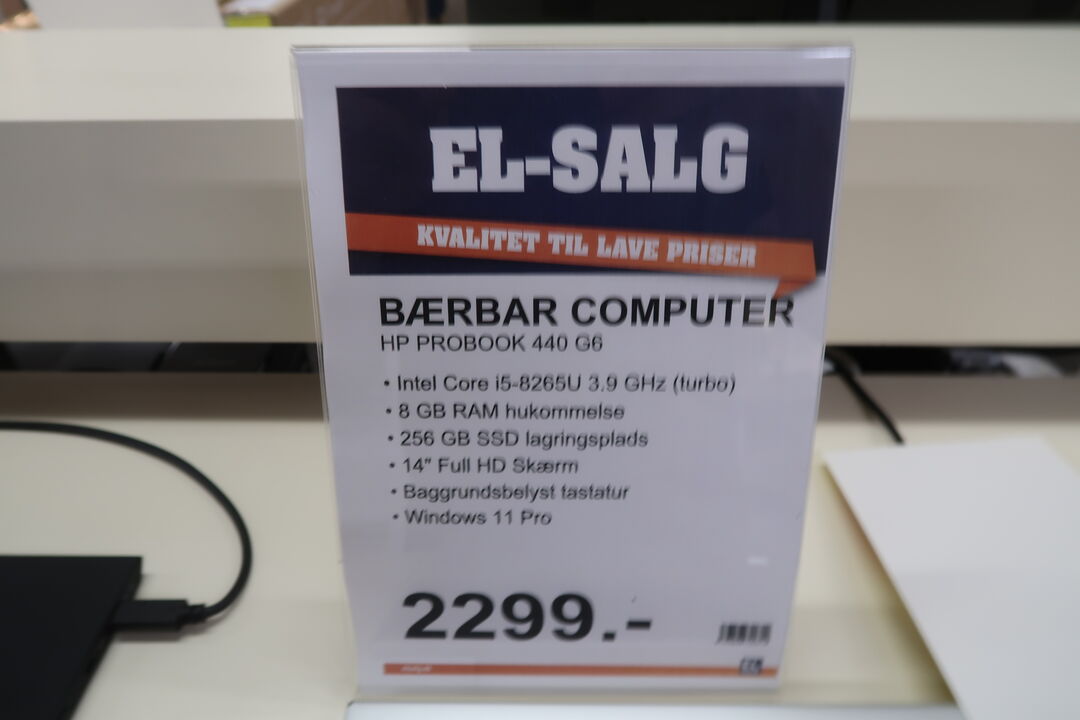 EL-SALG
KVALITET TIL LAVE PRISER
BÆRBAR COMPUTER
HP PROBOOK 440 G6
• Intel Core i5-8265U 3.9 GHz (turbo)
• 8 GB RAM hukommelse
• 256 GB SSD lagringsplads
• 14" Full HD Skærm
• Baggrundsbelyst tastatur
• Windows 11 Pro
2299.-